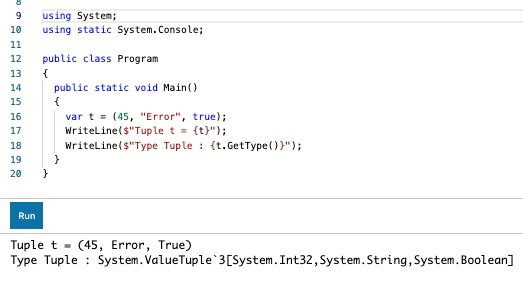 8
9 using System;
10 using static System.Console;
11
12 public class Program
13 {
14 public static void Main()
15 {
16 var t = (45, "Error", true);
17 WriteLine($"Tuple t = {t}");
18 WriteLine($"Type Tuple : {t.GetType()}");
19 }
20 }
Run
Tuple t = (45, Error, True)
Type Tuple : System.ValueTuple`3[System.Int32,System.String,System.Boolean]